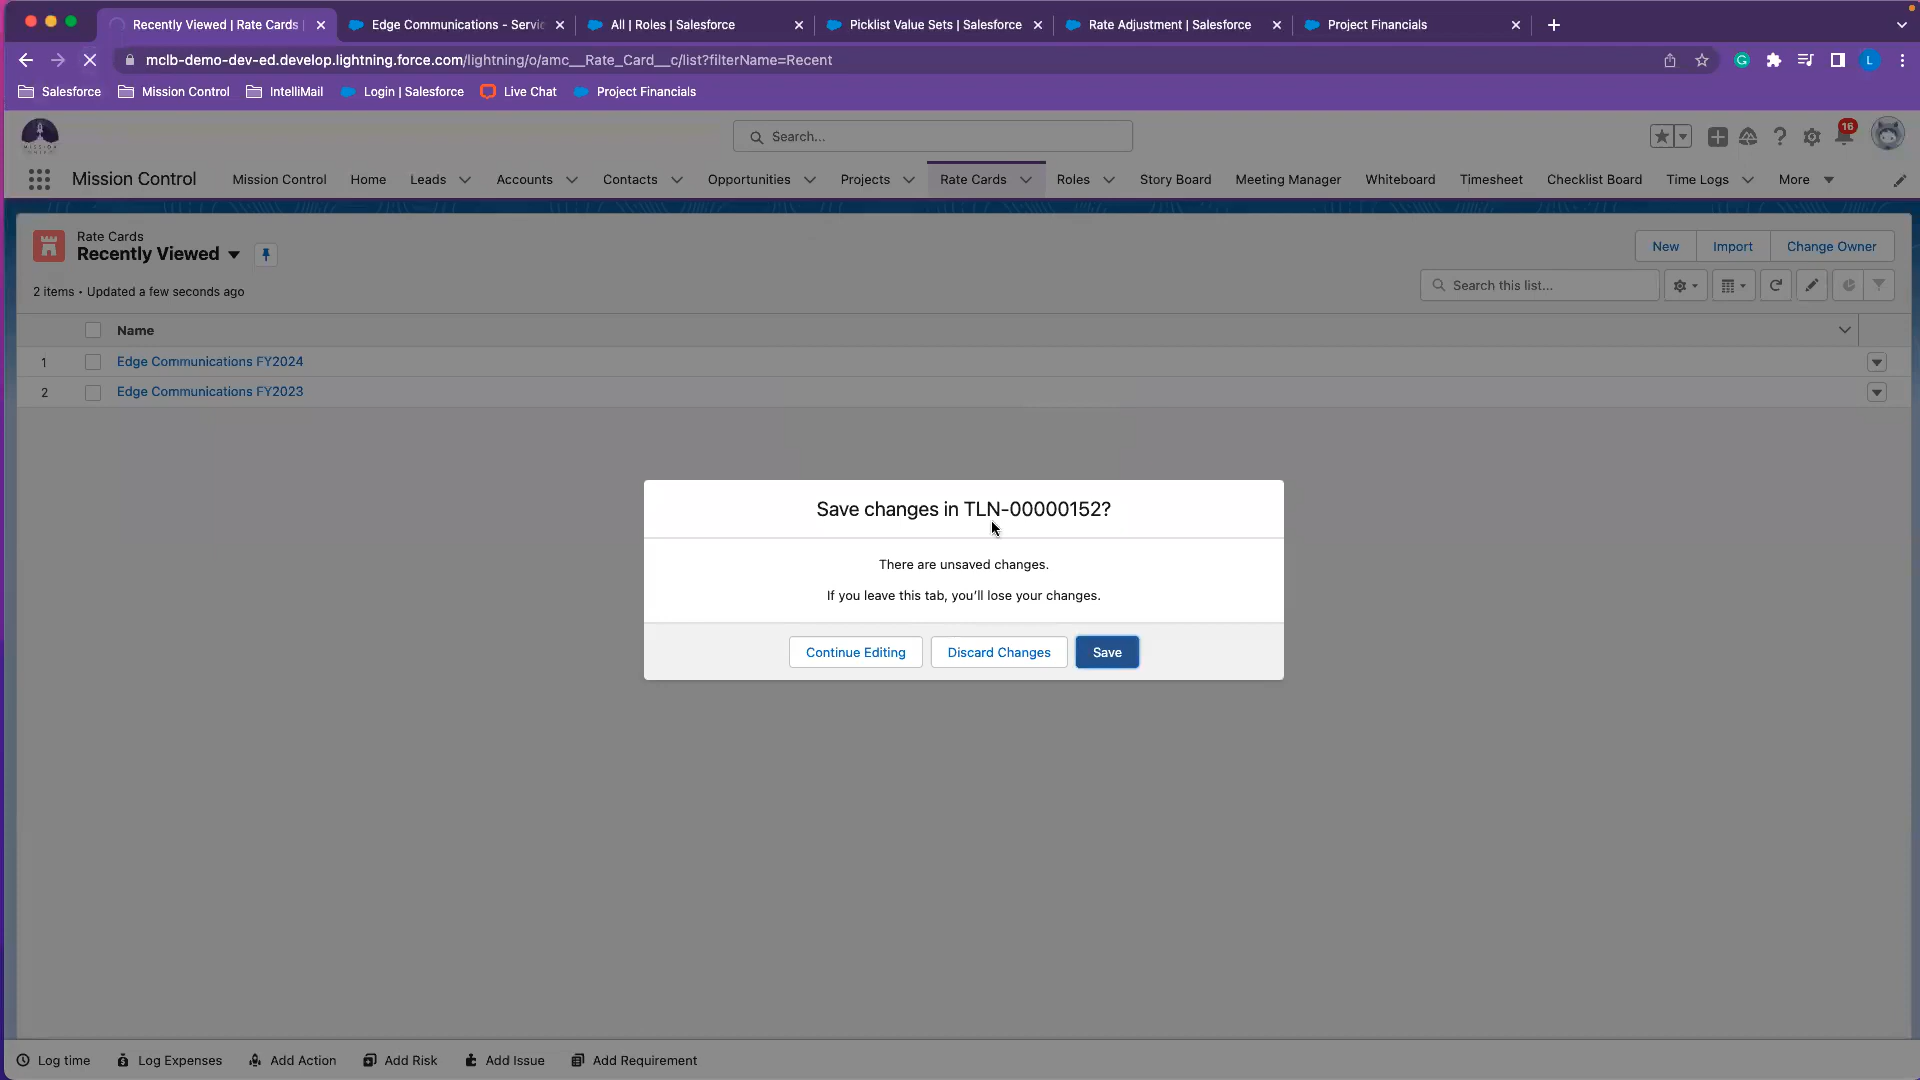 Recently Viewed | Rate Cards
Edge Communications - Servic
All | Roles | Salesforce
Picklist Value Sets | Salesforce
Rate Adjustment | Salesforce
Project Financials
mclb-demo-dev-ed.develop.lightning.force.com/lightning/o/amc__Rate_Card__c/list?filterName=Recent
L
Salesforce
Mission Control
IntelliMail
Login | Salesforce
Live Chat
Project Financials
Search...
16
Mission Control
Mission Control
Home
Leads
Accounts
Contacts
Opportunities
Projects
Rate Cards
Roles
Story Board
Meeting Manager
Whiteboard
Timesheet
Checklist Board
Time Logs
More
Rate Cards
Recently Viewed
New
Import
Change Owner
2 items • Updated a few seconds ago
Search this list...
Name
1 Edge Communications FY2024
2 Edge Communications FY2023
Save changes in TLN-00000152?
There are unsaved changes.
If you leave this tab, you'll lose your changes.
Continue Editing
Discard Changes
Save
Log time
Log Expenses
Add Action
Add Risk
Add Issue
Add Requirement